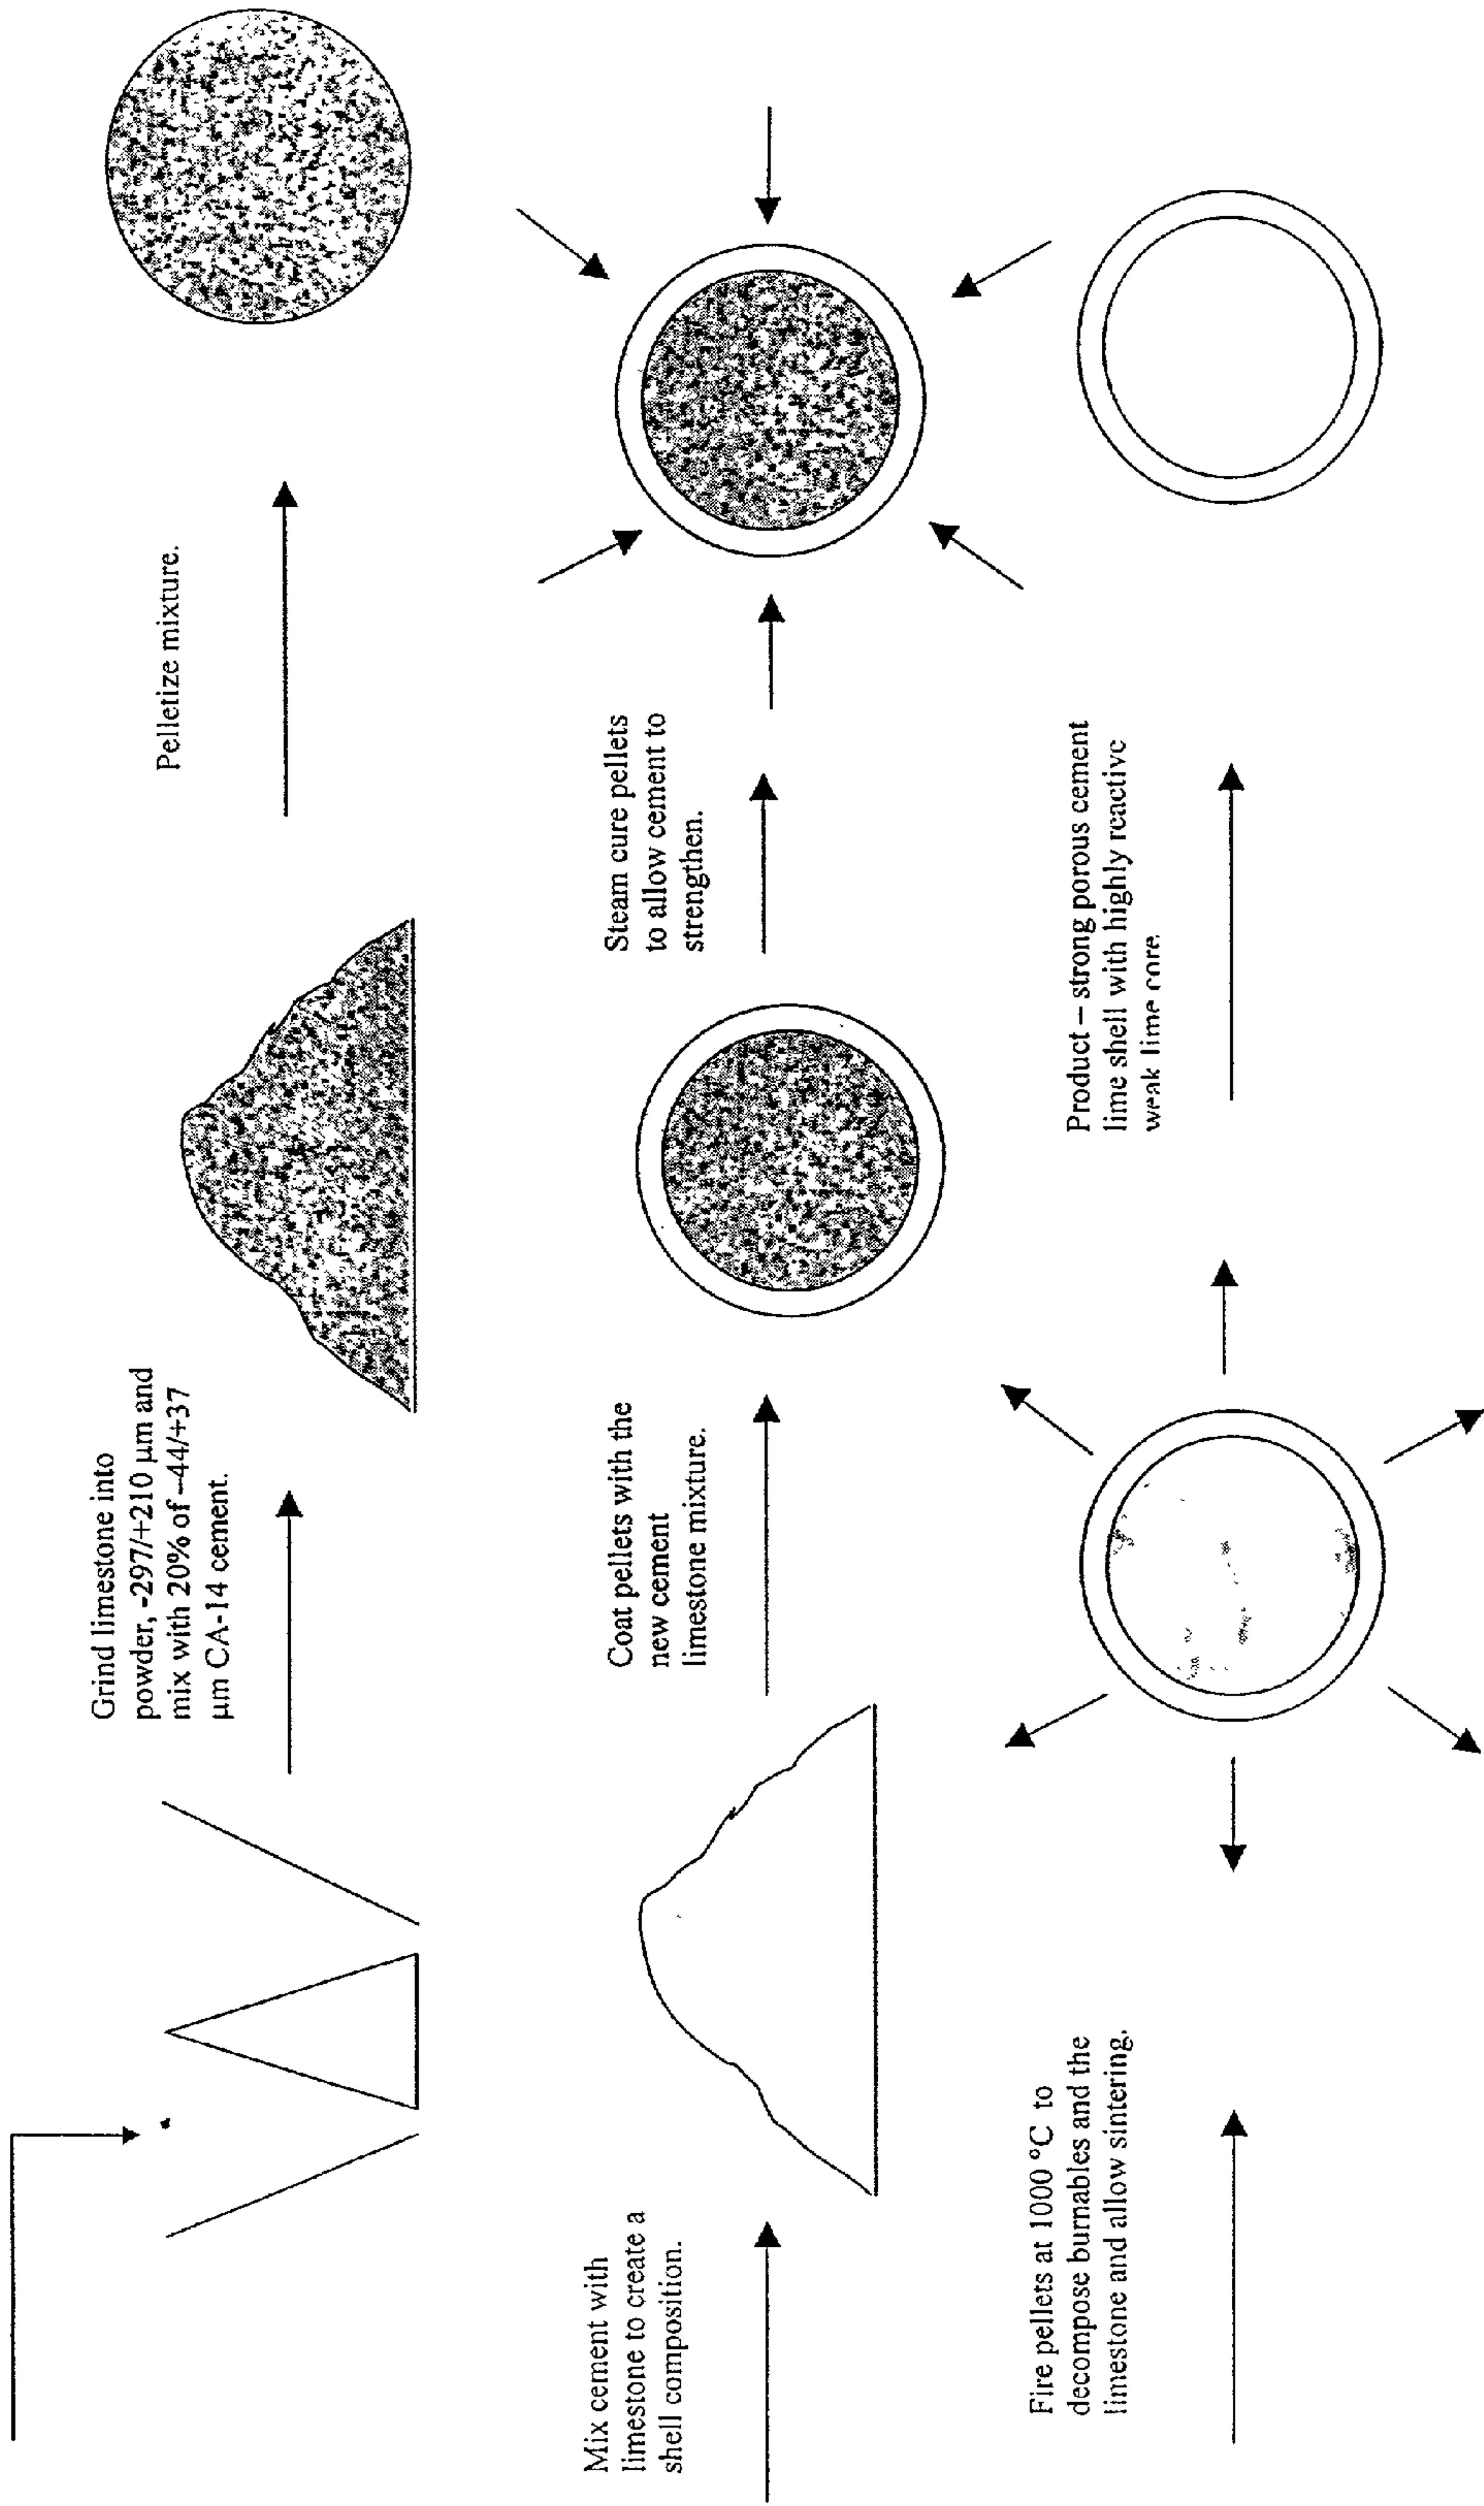 Grind limestone into
powder, -297/+210 μm and
mix with 20% of –44/+37
μm CA-14 cement.
Pelletize mixture.
Mix cement with
limestone to create a
shell composition.
Coat pellets with the
new cement
limestone mixture.
Steam cure pellets
to allow cement to
strengthen.
Fire pellets at 1000 °C to
decompose burnables and the
limestone and allow sintering.
Product – strong porous cement
lime shell with highly reactive
weak lime core.